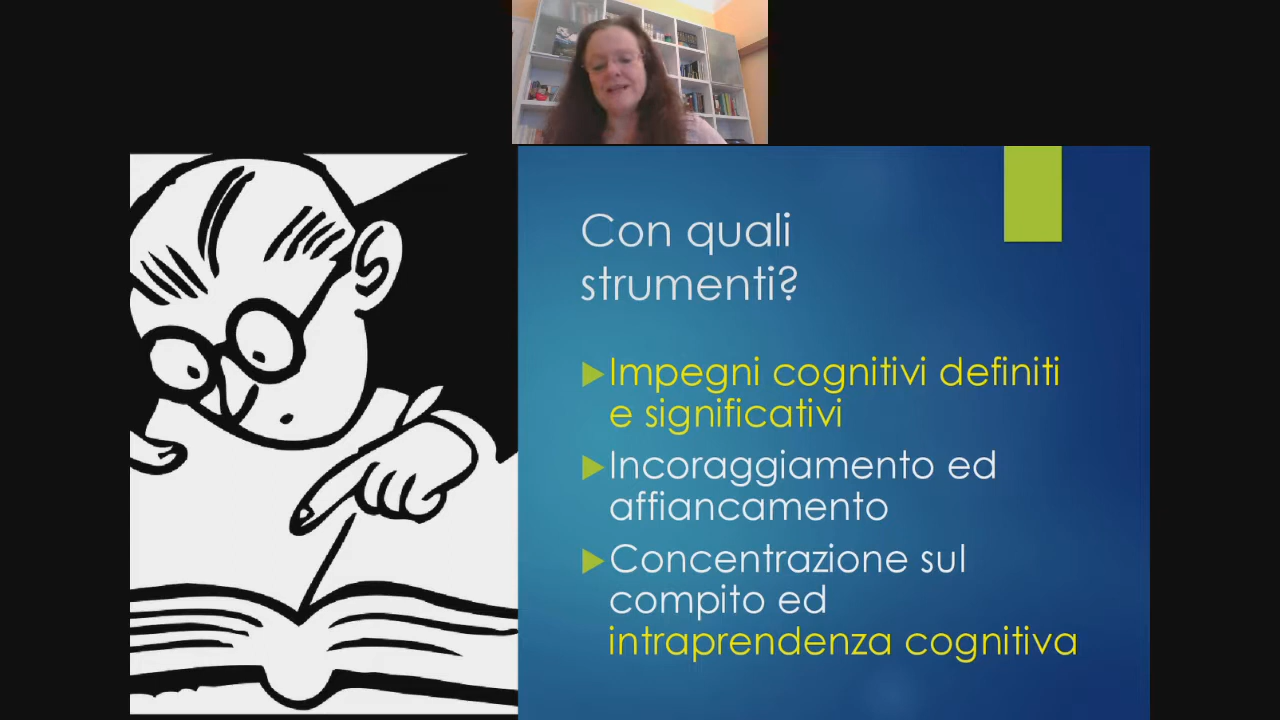 Con quali
strumenti?
Impegni cognitivi definiti
e significativi
Incoraggiamento ed
affiancamento
Concentrazione sul
compito ed
intraprendenza cognitiva